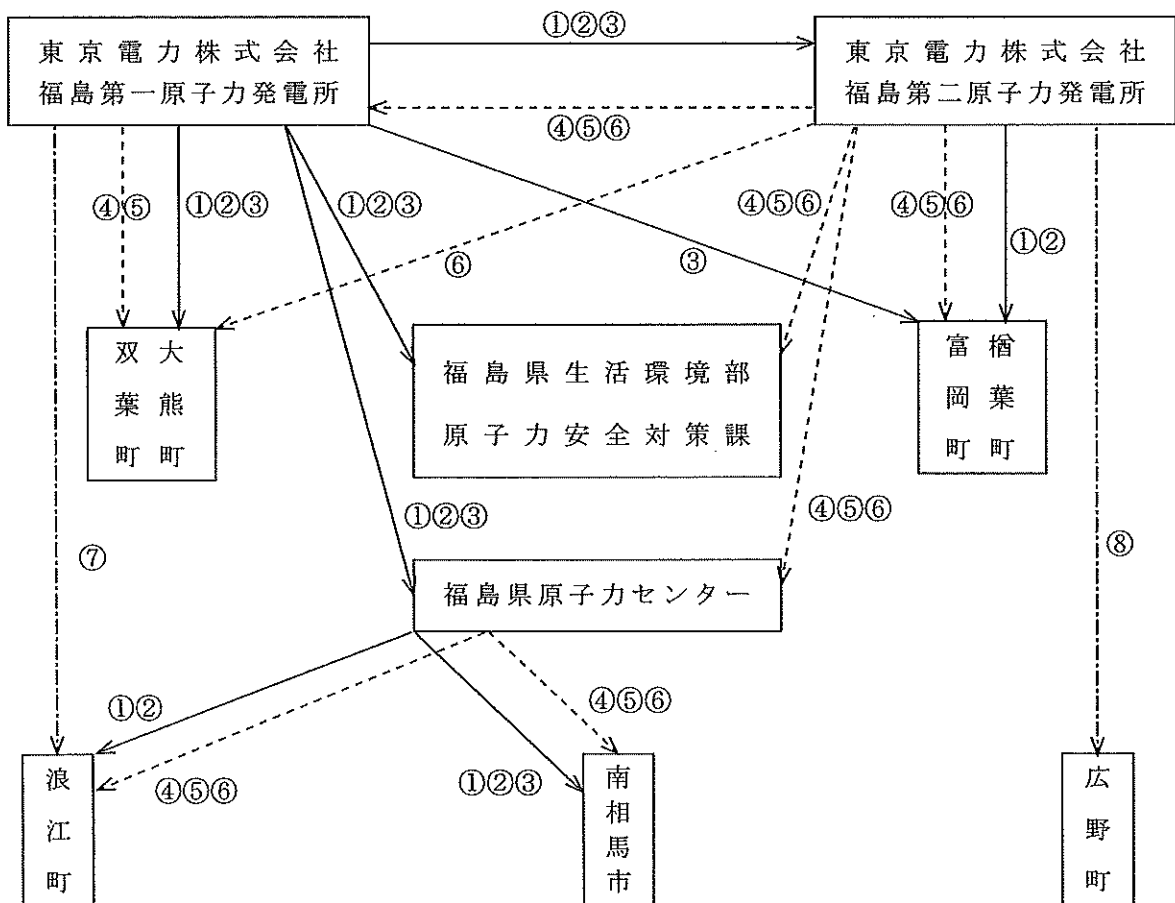 ①②③
東京電力株式会社
福島第一原子力発電所
東京電力株式会社
福島第二原子力発電所
④⑤⑥
④⑤
①②③
①②③
④⑤⑥
④⑤⑥
①②
⑥
③
双葉町
大熊町
福島県生活環境部
原子力安全対策課
富岡町
楢葉町
①②③
④⑤⑥
⑦
⑧
福島県原子力センター
①②
④⑤⑥
④⑤⑥
①②③
浪江町
南相馬市
広野町